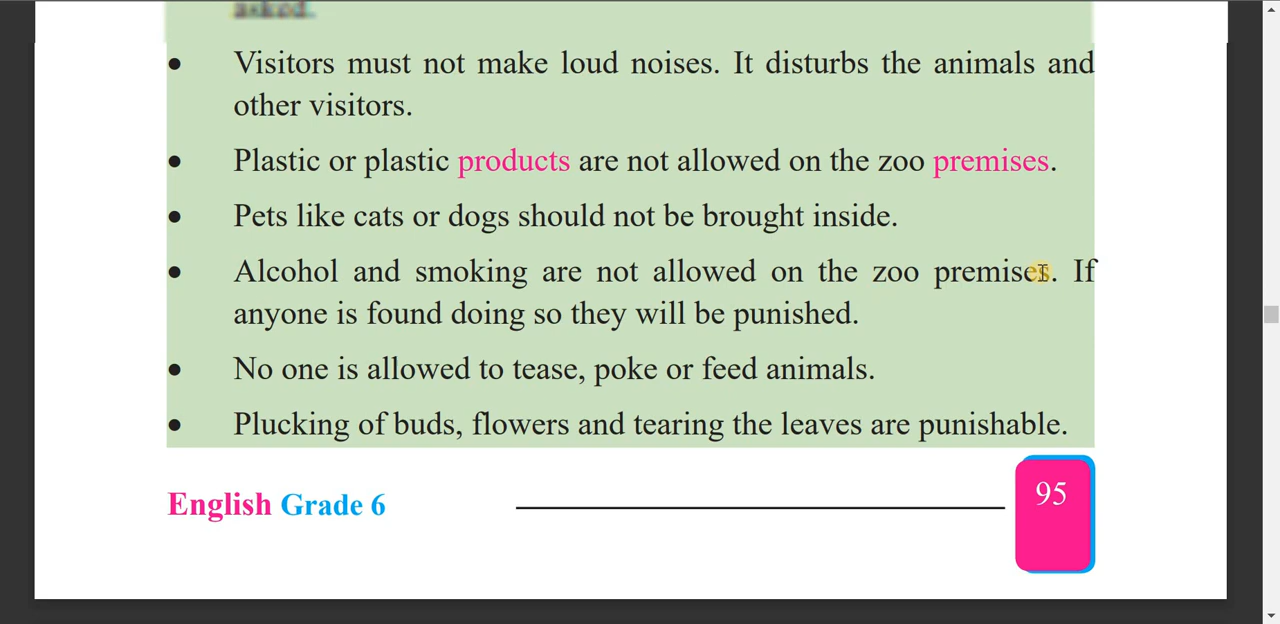 asked.
• Visitors must not make loud noises. It disturbs the animals and
other visitors.
• Plastic or plastic products are not allowed on the zoo premises.
• Pets like cats or dogs should not be brought inside.
• Alcohol and smoking are not allowed on the zoo premises. If
anyone is found doing so they will be punished.
• No one is allowed to tease, poke or feed animals.
• Plucking of buds, flowers and tearing the leaves are punishable.
English Grade 6
95